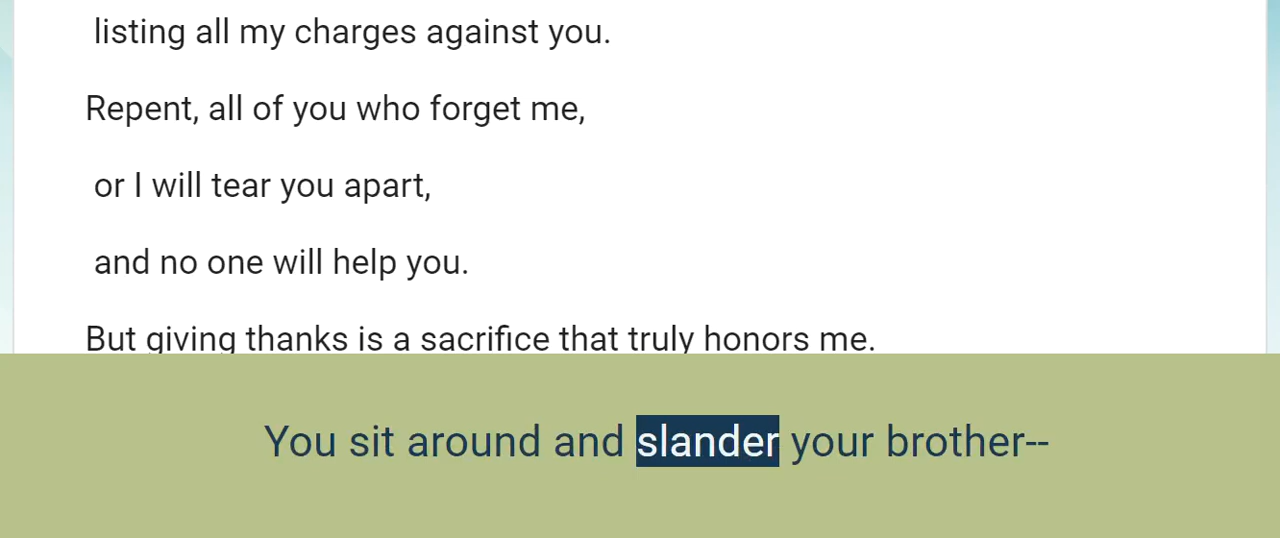 listing all my charges against you.
Repent, all of you who forget me,
or I will tear you apart,
and no one will help you.
But giving thanks is a sacrifice that truly honors me.
You sit around and slander your brother--